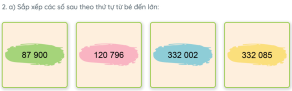 2. a) Sắp xếp các số sau theo thứ tự từ bé đến lớn:
87 900 120 796 332 002 332 085